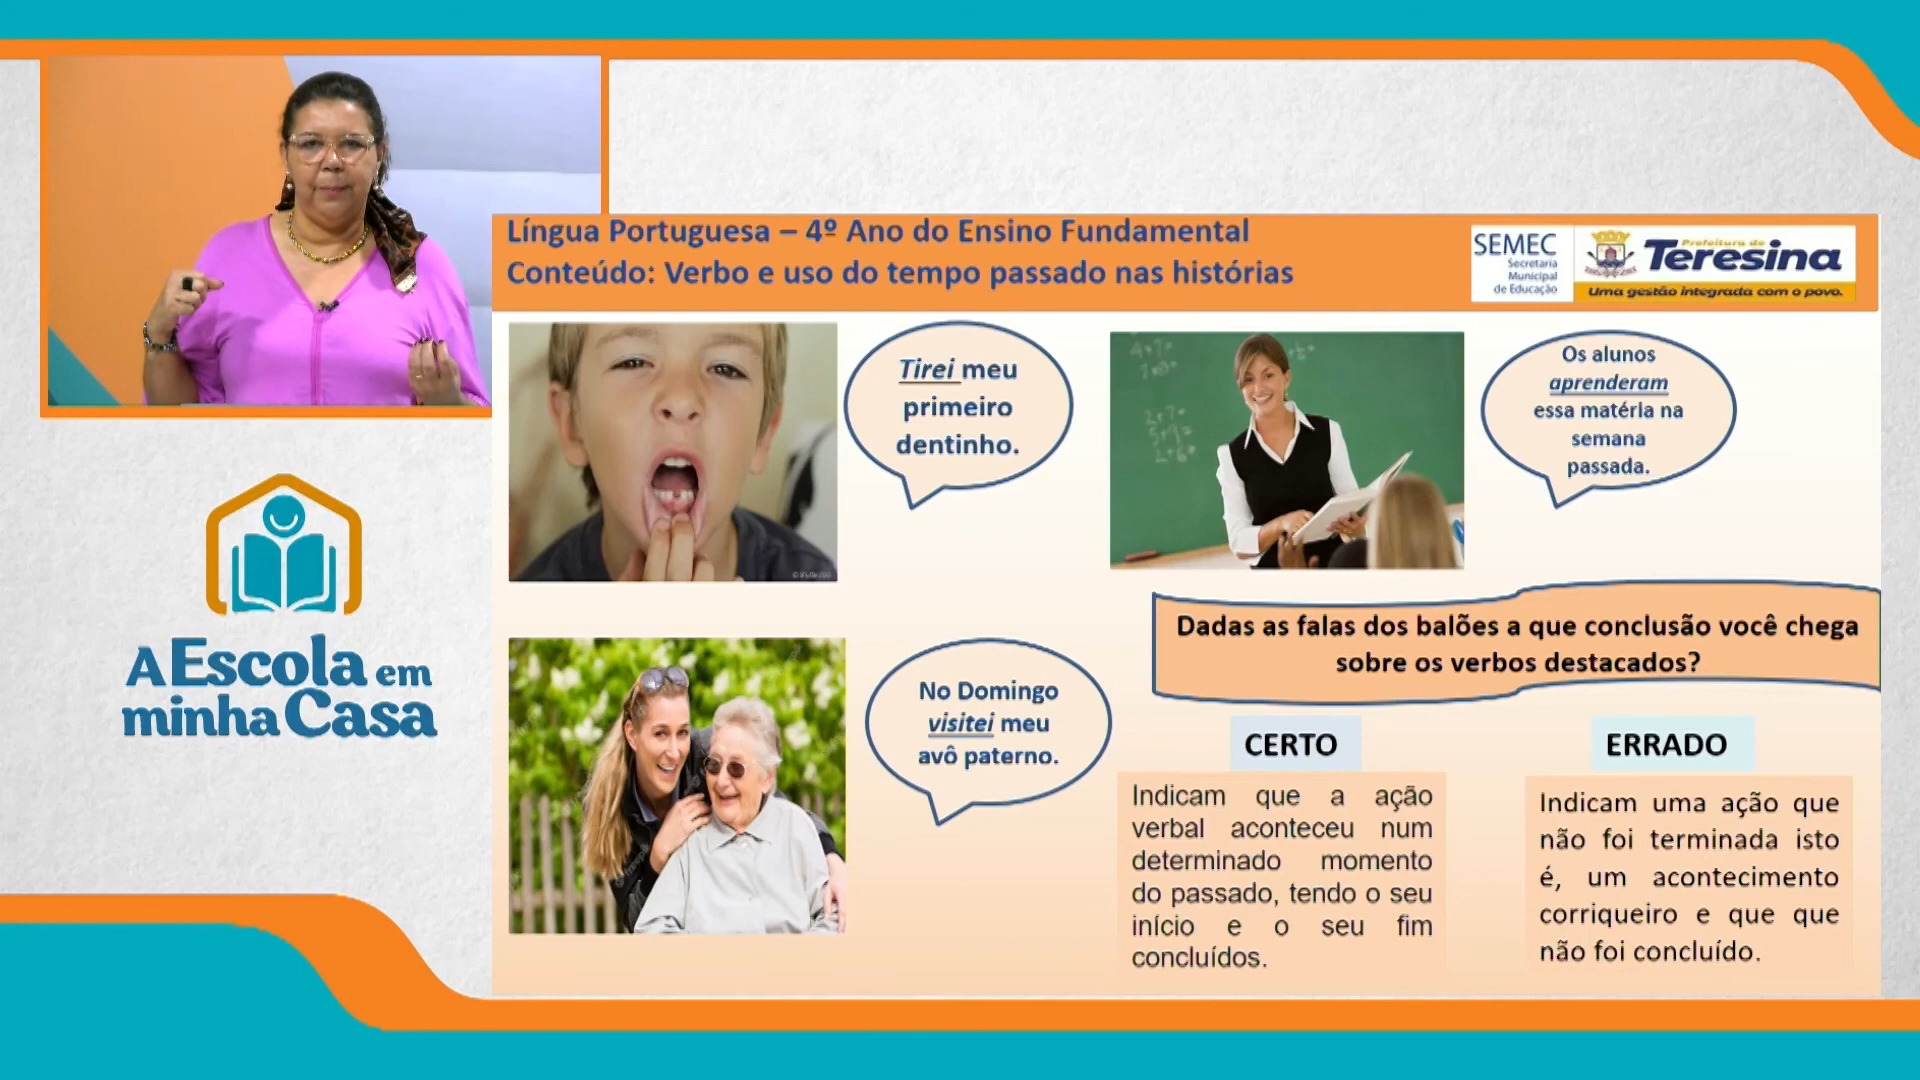 Língua Portuguesa – 4º Ano do Ensino Fundamental
Conteúdo: Verbo e uso do tempo passado nas histórias
SEMEC
Secretaria
Municipal
de Educação
Prefeitura de
Teresina
Uma gestão integrada com o povo.
Tirei meu
primeiro
dentinho.
Os alunos
aprenderam
essa matéria na
semana
passada.
A Escola em
minha Casa
No Domingo
visitei meu
avô paterno.
Dadas as falas dos balões a que conclusão você chega
sobre os verbos destacados?
CERTO
Indicam que a ação
verbal aconteceu num
determinado momento
do passado, tendo o seu
início e o seu fim
concluídos.
ERRADO
Indicam uma ação que
não foi terminada isto
é, um acontecimento
corriqueiro e que que
não foi concluído.